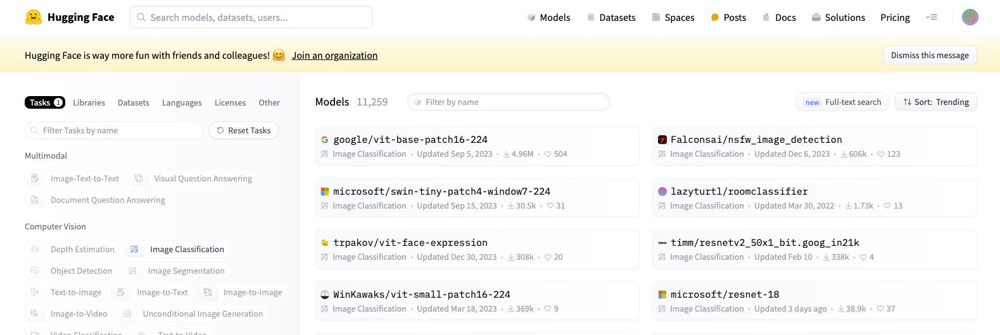 Hugging Face
Search models, datasets, users...
Models
Datasets
Spaces
Posts
Docs
Solutions
Pricing
Hugging Face is way more fun with friends and colleagues! 🤗 Join an organization
Dismiss this message
Tasks 1
Libraries
Datasets
Languages
Licenses
Other
Filter Tasks by name
Reset Tasks
Multimodal
Image-Text-to-Text
Visual Question Answering
Document Question Answering
Computer Vision
Depth Estimation
Image Classification
Object Detection
Image Segmentation
Text-to-Image
Image-to-Text
Image-to-Image
Image-to-Video
Unconditional Image Generation
Video Classification
Text-to-Video
Models 11,259
Filter by name
new Full-text search
Sort: Trending
google/vit-base-patch16-224
Image Classification • Updated Sep 5, 2023 • 4.96M • 504
Falconsai/nsfw_image_detection
Image Classification • Updated Dec 6, 2023 • 606k • 123
microsoft/swin-tiny-patch4-window7-224
Image Classification • Updated Sep 15, 2023 • 30.5k • 31
lazyturtl/roomclassifier
Image Classification • Updated Mar 30, 2022 • 1.73k • 13
trpakov/vit-face-expression
Image Classification • Updated Dec 30, 2023 • 308k • 20
timm
timm/resnetv2_50x1_bit.goog_in21k
Image Classification • Updated Feb 10 • 338k • 4
WinKawaks/vit-small-patch16-224
Image Classification • Updated Mar 18, 2023 • 369k • 9
microsoft/resnet-18
Image Classification • Updated 3 days ago • 38.9k • 37